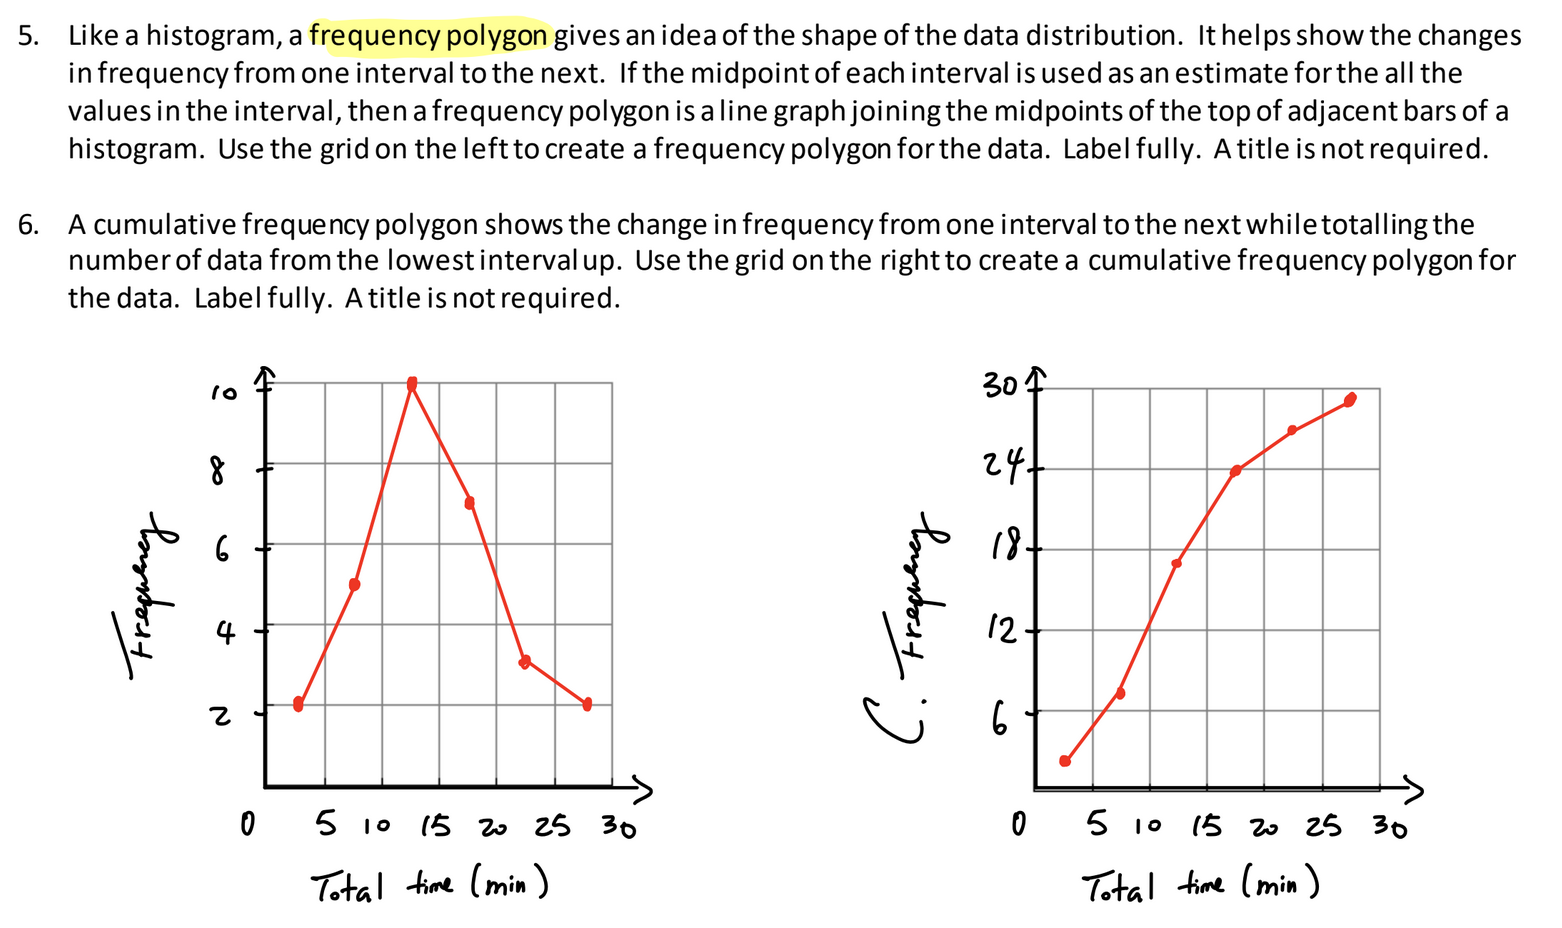 5. Like a histogram, a frequency polygon gives an idea of the shape of the data distribution. It helps show the changes
in frequency from one interval to the next. If the midpoint of each interval is used as an estimate for the all the
values in the interval, then a frequency polygon is a line graph joining the midpoints of the top of adjacent bars of a
histogram. Use the grid on the left to create a frequency polygon for the data. Label fully. A title is not required.
6. A cumulative frequency polygon shows the change in frequency from one interval to the next while totalling the
number of data from the lowest interval up. Use the grid on the right to create a cumulative frequency polygon for
the data. Label fully. A title is not required.
10
8
6
4
2
Frequency
0 5 10 15 20 25 30
Total time (min)
30
24
18
12
6
C. Frequency
0 5 10 15 20 25 30
Total time (min)